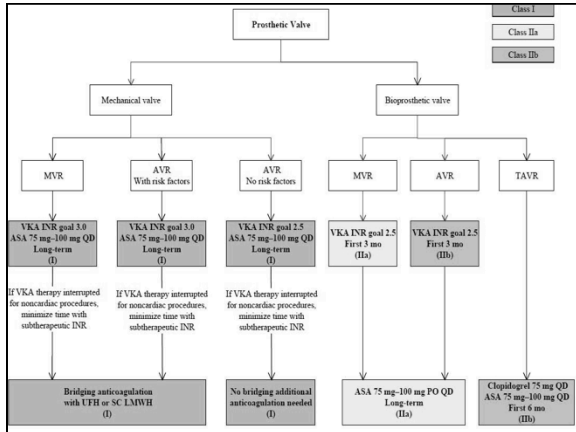 Class I
Class IIa
Class IIb
Prosthetic Valve
Mechanical valve
Bioprosthetic valve
MVR
AVR
With risk factors
AVR
No risk factors
MVR
AVR
TAVR
VKA INR goal 3.0
ASA 75 mg–100 mg QD
Long-term
(I)
VKA INR goal 3.0
ASA 75 mg–100 mg QD
Long-term
(I)
VKA INR goal 2.5
ASA 75 mg–100 mg QD
Long-term
(I)
VKA INR goal 2.5
First 3 mo
(IIa)
VKA INR goal 2.5
First 3 mo
(IIb)
If VKA therapy interrupted
for noncardiac procedures,
minimize time with
subtherapeutic INR
If VKA therapy interrupted
for noncardiac procedures,
minimize time with
subtherapeutic INR
If VKA therapy interrupted
for noncardiac procedures,
minimize time with
subtherapeutic INR
Bridging anticoagulation
with UFH or SC LMWH
(I)
No bridging additional
anticoagulation needed
(I)
ASA 75 mg–100 mg PO QD
Long-term
(IIa)
Clopidogrel 75 mg QD
ASA 75 mg–100 mg QD
First 6 mo
(IIb)